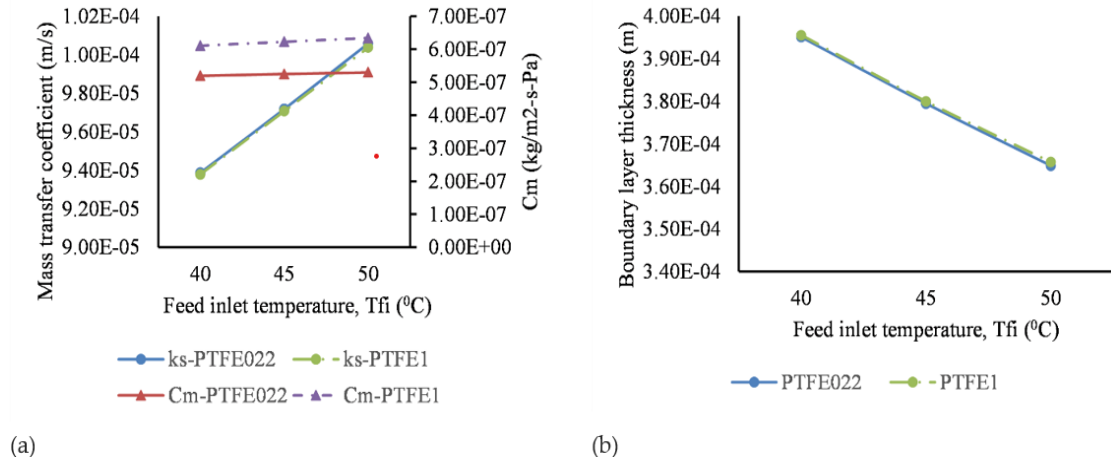 (a)
1.02E-04
1.00E-04
9.80E-05
9.60E-05
9.40E-05
9.20E-05
9.00E-05
Mass transfer coefficient (m/s)
7.00E-07
6.00E-07
5.00E-07
4.00E-07
3.00E-07
2.00E-07
1.00E-07
0.00E+00
Cm (kg/m2-s-Pa)
40 45 50
Feed inlet temperature, Tfi (⁰C)
ks-PTFE022 ks-PTFE1
Cm-PTFE022 Cm-PTFE1
4.00E-04
3.90E-04
3.80E-04
3.70E-04
3.60E-04
3.50E-04
3.40E-04
Boundary layer thickness (m)
40 45 50
Feed inlet temperature, Tfi (⁰C)
PTFE022 PTFE1
(a) (b)